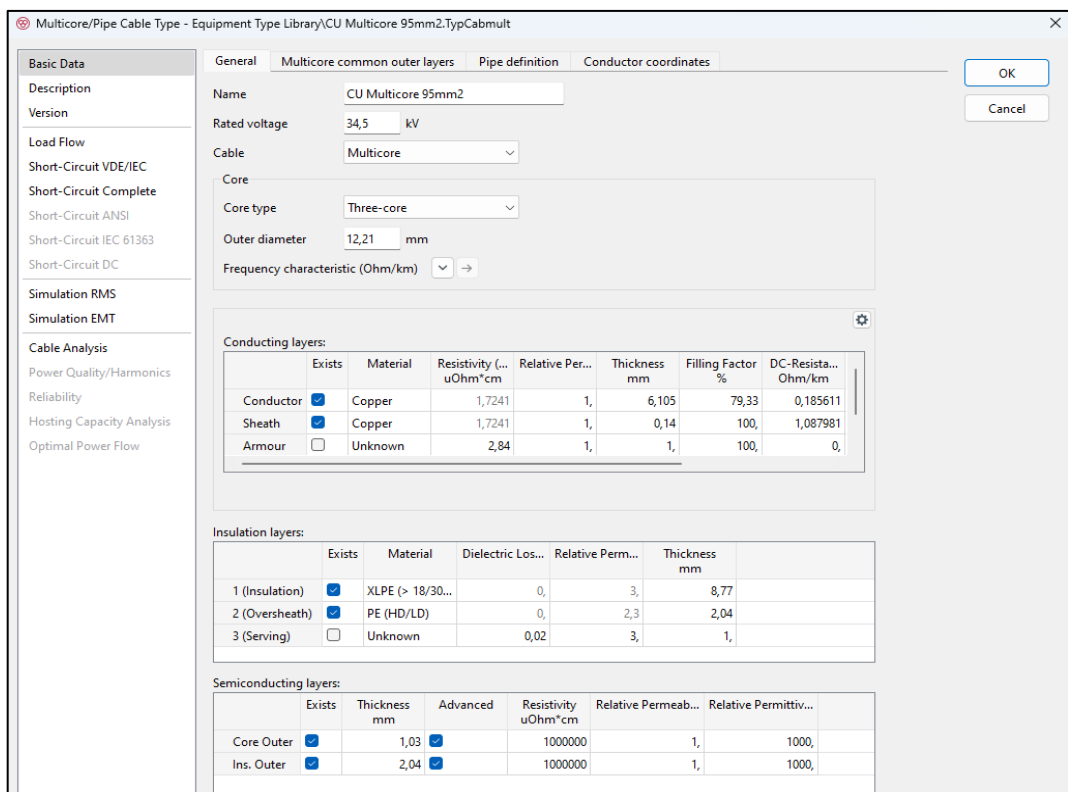 Multicore/Pipe Cable Type - Equipment Type Library\CU Multicore 95mm2.TypCabmult
Basic Data
Description
Version
Load Flow
Short-Circuit VDE/IEC
Short-Circuit Complete
Short-Circuit ANSI
Short-Circuit IEC 61363
Short-Circuit DC
Simulation RMS
Simulation EMT
Cable Analysis
Power Quality/Harmonics
Reliability
Hosting Capacity Analysis
Optimal Power Flow
General Multicore common outer layers Pipe definition Conductor coordinates
OK
Cancel
Name CU Multicore 95mm2
Rated voltage 34,5 kV
Cable Multicore
Core
Core type Three-core
Outer diameter 12,21 mm
Frequency characteristic (Ohm/km)
Conducting layers:
Exists Material Resistivity (... Relative Per... Thickness Filling Factor DC-Resista...
uOhm*cm mm % Ohm/km
Conductor Copper 1,7241 1, 6,105 79,33 0,185611
Sheath Copper 1,7241 1, 0,14 100, 1,087981
Armour Unknown 2,84 1, 1, 100, 0,
Insulation layers:
Exists Material Dielectric Los... Relative Perm... Thickness
mm
1 (Insulation) XLPE (> 18/30... 0, 3, 8,77
2 (Oversheath) PE (HD/LD) 0, 2,3 2,04
3 (Serving) Unknown 0,02 3, 1,
Semiconducting layers:
Exists Thickness Advanced Resistivity Relative Permeab... Relative Permittiv...
mm uOhm*cm
Core Outer 1,03 1000000 1, 1000,
Ins. Outer 2,04 1000000 1, 1000,